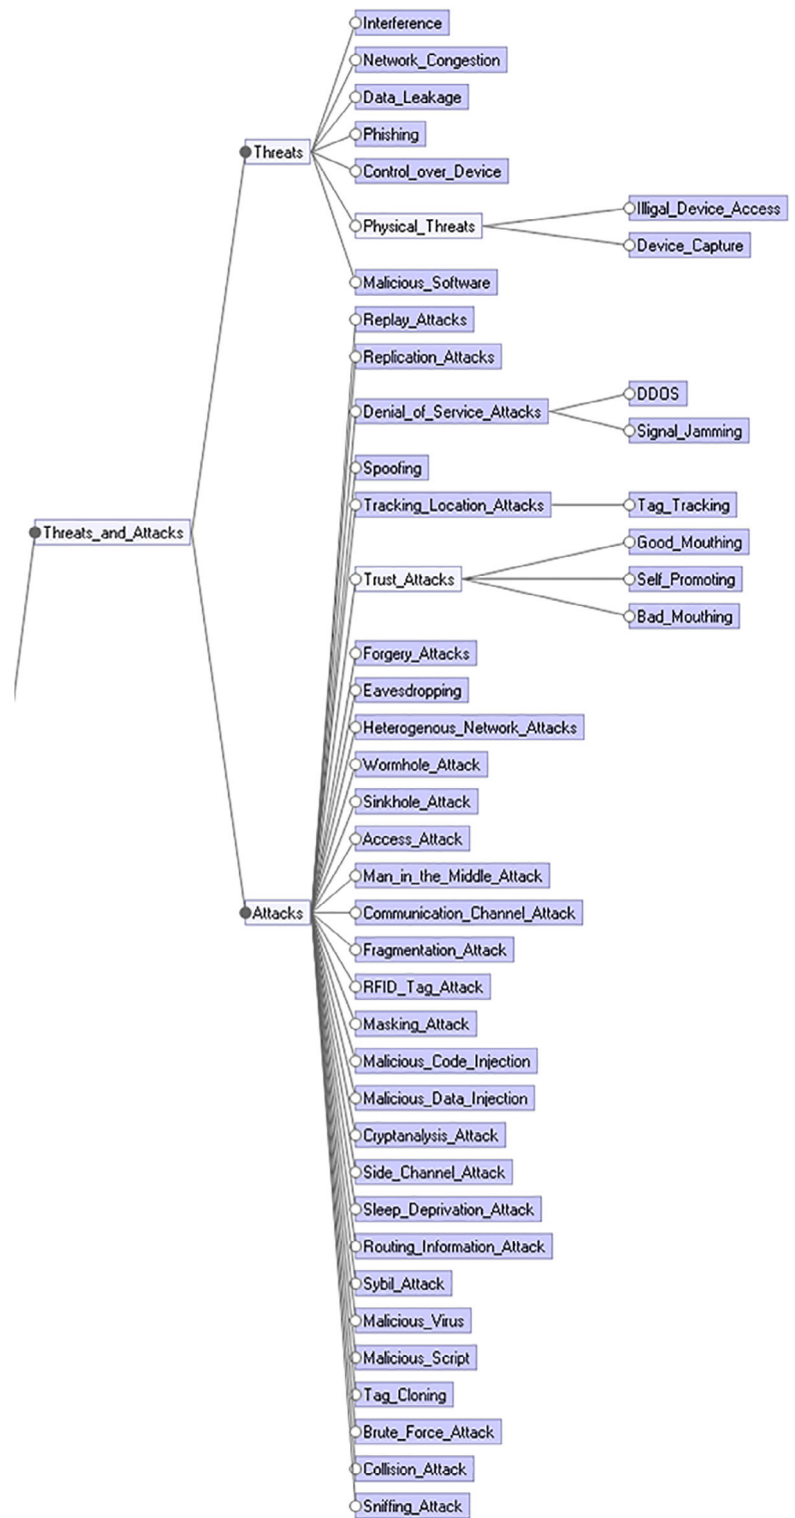 Interference
Network_Congestion
Data_Leakage
Phishing
Threats
Control_over_Device
Illigal_Device_Access
Physical_Threats
Device_Capture
Malicious_Software
Replay_Attacks
Replication_Attacks
DDOS
Denial_of_Service_Attacks
Signal_Jamming
Spoofing
Tracking_Location_Attacks
Tag_Tracking
Threats_and_Attacks
Good_Mouthing
Trust_Attacks
Self_Promoting
Bad_Mouthing
Forgery_Attacks
Eavesdropping
Heterogenous_Network_Attacks
Wormhole_Attack
Sinkhole_Attack
Access_Attack
Man_in_the_Middle_Attack
Attacks
Communication_Channel_Attack
Fragmentation_Attack
RFID_Tag_Attack
Masking_Attack
Malicious_Code_Injection
Malicious_Data_Injection
Cryptanalysis_Attack
Side_Channel_Attack
Sleep_Deprivation_Attack
Routing_Information_Attack
Sybil_Attack
Malicious_Virus
Malicious_Script
Tag_Cloning
Brute_Force_Attack
Collision_Attack
Sniffing_Attack